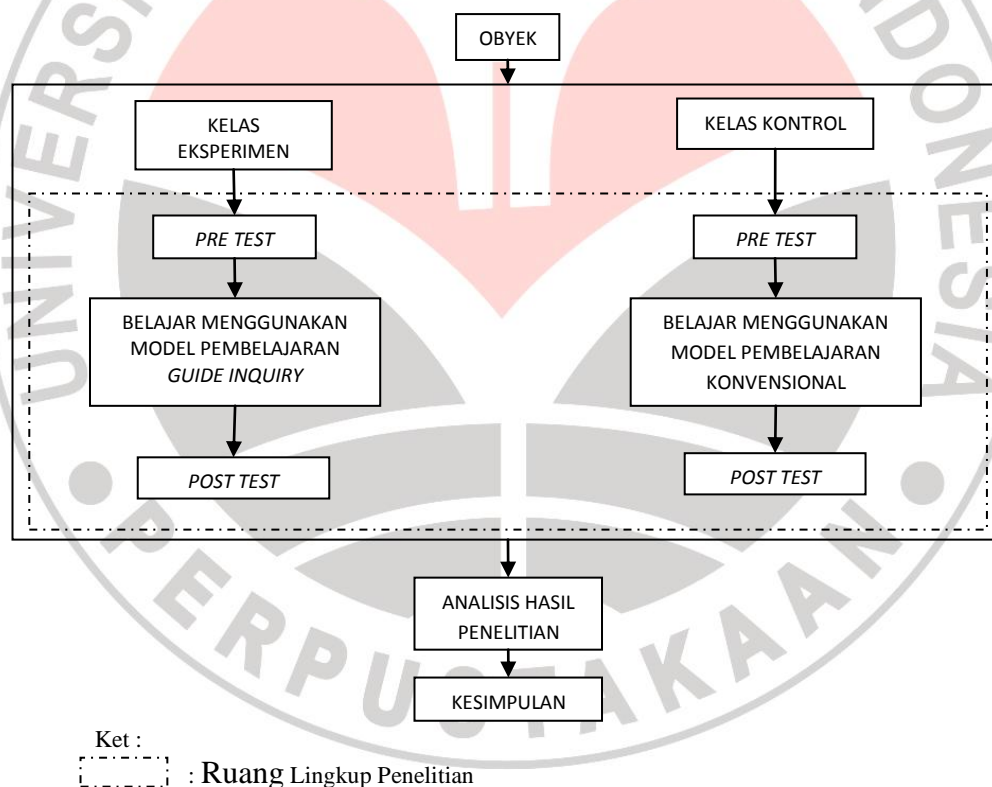 OBYEK
KELAS
EKSPERIMEN
KELAS KONTROL
PRE TEST
PRE TEST
BELAJAR MENGGUNAKAN
MODEL PEMBELAJARAN
GUIDE INQUIRY
BELAJAR MENGGUNAKAN
MODEL PEMBELAJARAN
KONVENSIONAL
POST TEST
POST TEST
ANALISIS HASIL
PENELITIAN
KESIMPULAN
Ket :
: Ruang Lingkup Penelitian
PERPUSTAKAAN